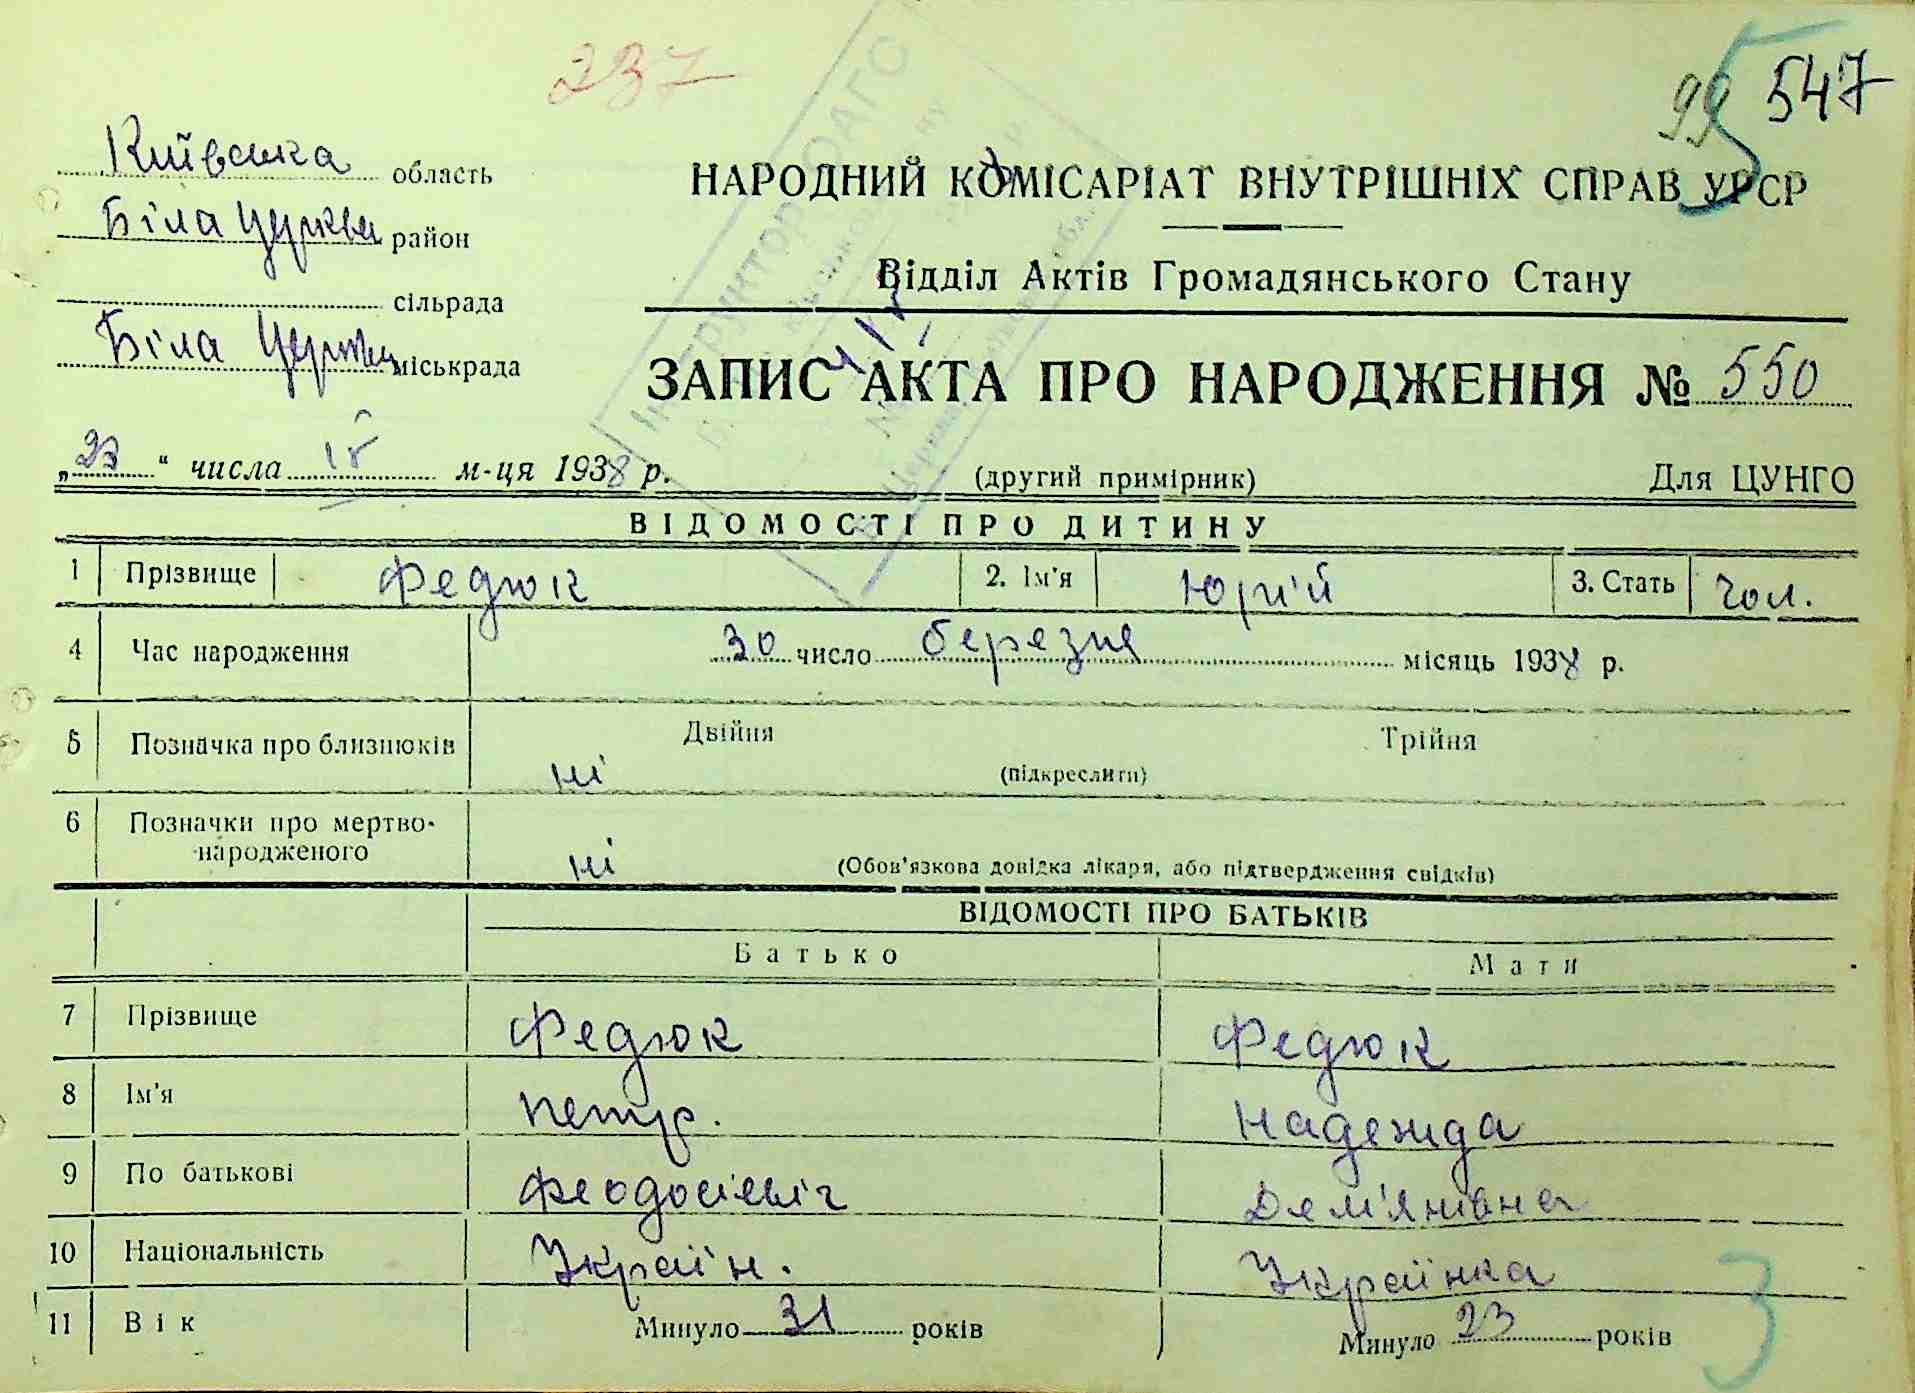 237
99 547
Київська область
Біла Церква район
сільрада
Біла Церква міськрада
НАРОДНИЙ КОМІСАРІАТ ВНУТРІШНІХ СПРАВ УРСР
Відділ Актів Громадянського Стану
ЗАПИС АКТА ПРО НАРОДЖЕННЯ № 550
„23“ числа м-ця 1938 р.
(другий примірник)
Для ЦУНГО
ВІДОМОСТІ ПРО ДИТИНУ
1 Прізвище Федюк 2. Ім'я Юрій 3. Стать чол.
4 Час народження 30 число березня місяць 1938 р.
5 Позначка про близнюків ні Двійня Трійня
(підкреслити)
6 Позначки про мертво-
народженого ні (Обов'язкова довідка лікаря, або підтвердження свідків)
ВІДОМОСТІ ПРО БАТЬКІВ
Батько Мати
7 Прізвище Федюк Федюк
8 Ім'я Петр. Надежда
9 По батькові Феодосієвіч Дем'янівна
10 Національність Україн. Українка
11 Вік Минуло 31 років Минуло 23 років
3